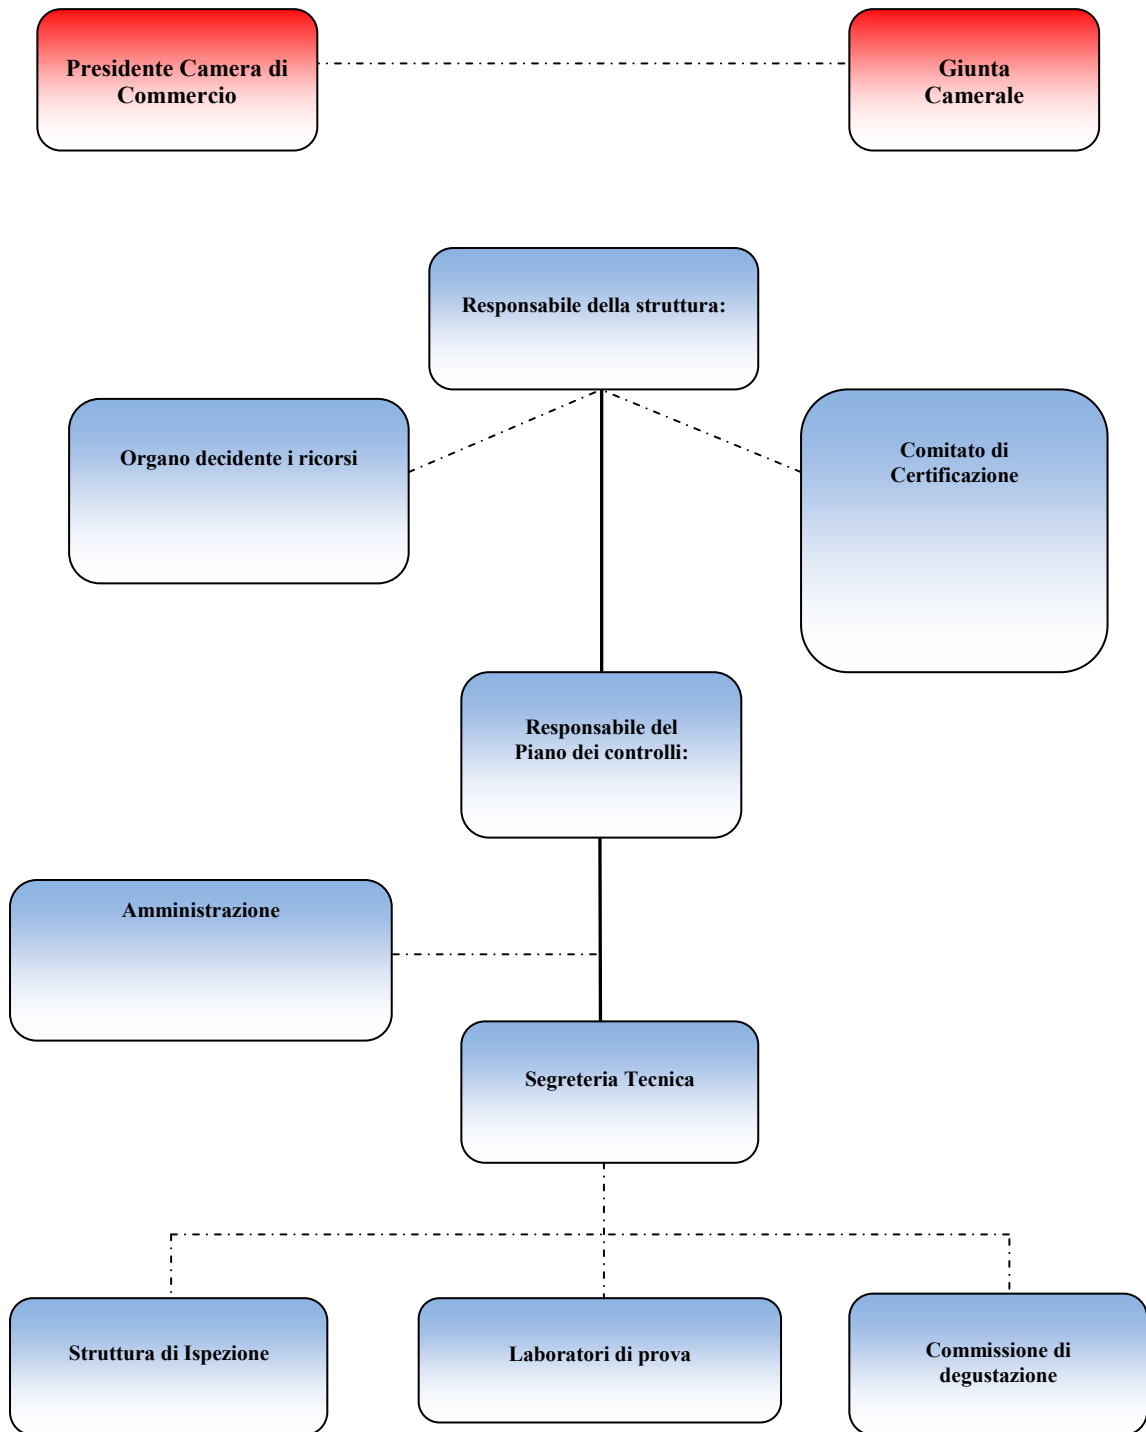 Presidente Camera di
Commercio
Giunta
Camerale
Responsabile della struttura:
Organo decidente i ricorsi
Comitato di
Certificazione
Responsabile del
Piano dei controlli:
Amministrazione
Segreteria Tecnica
Struttura di Ispezione
Laboratori di prova
Commissione di
degustazione